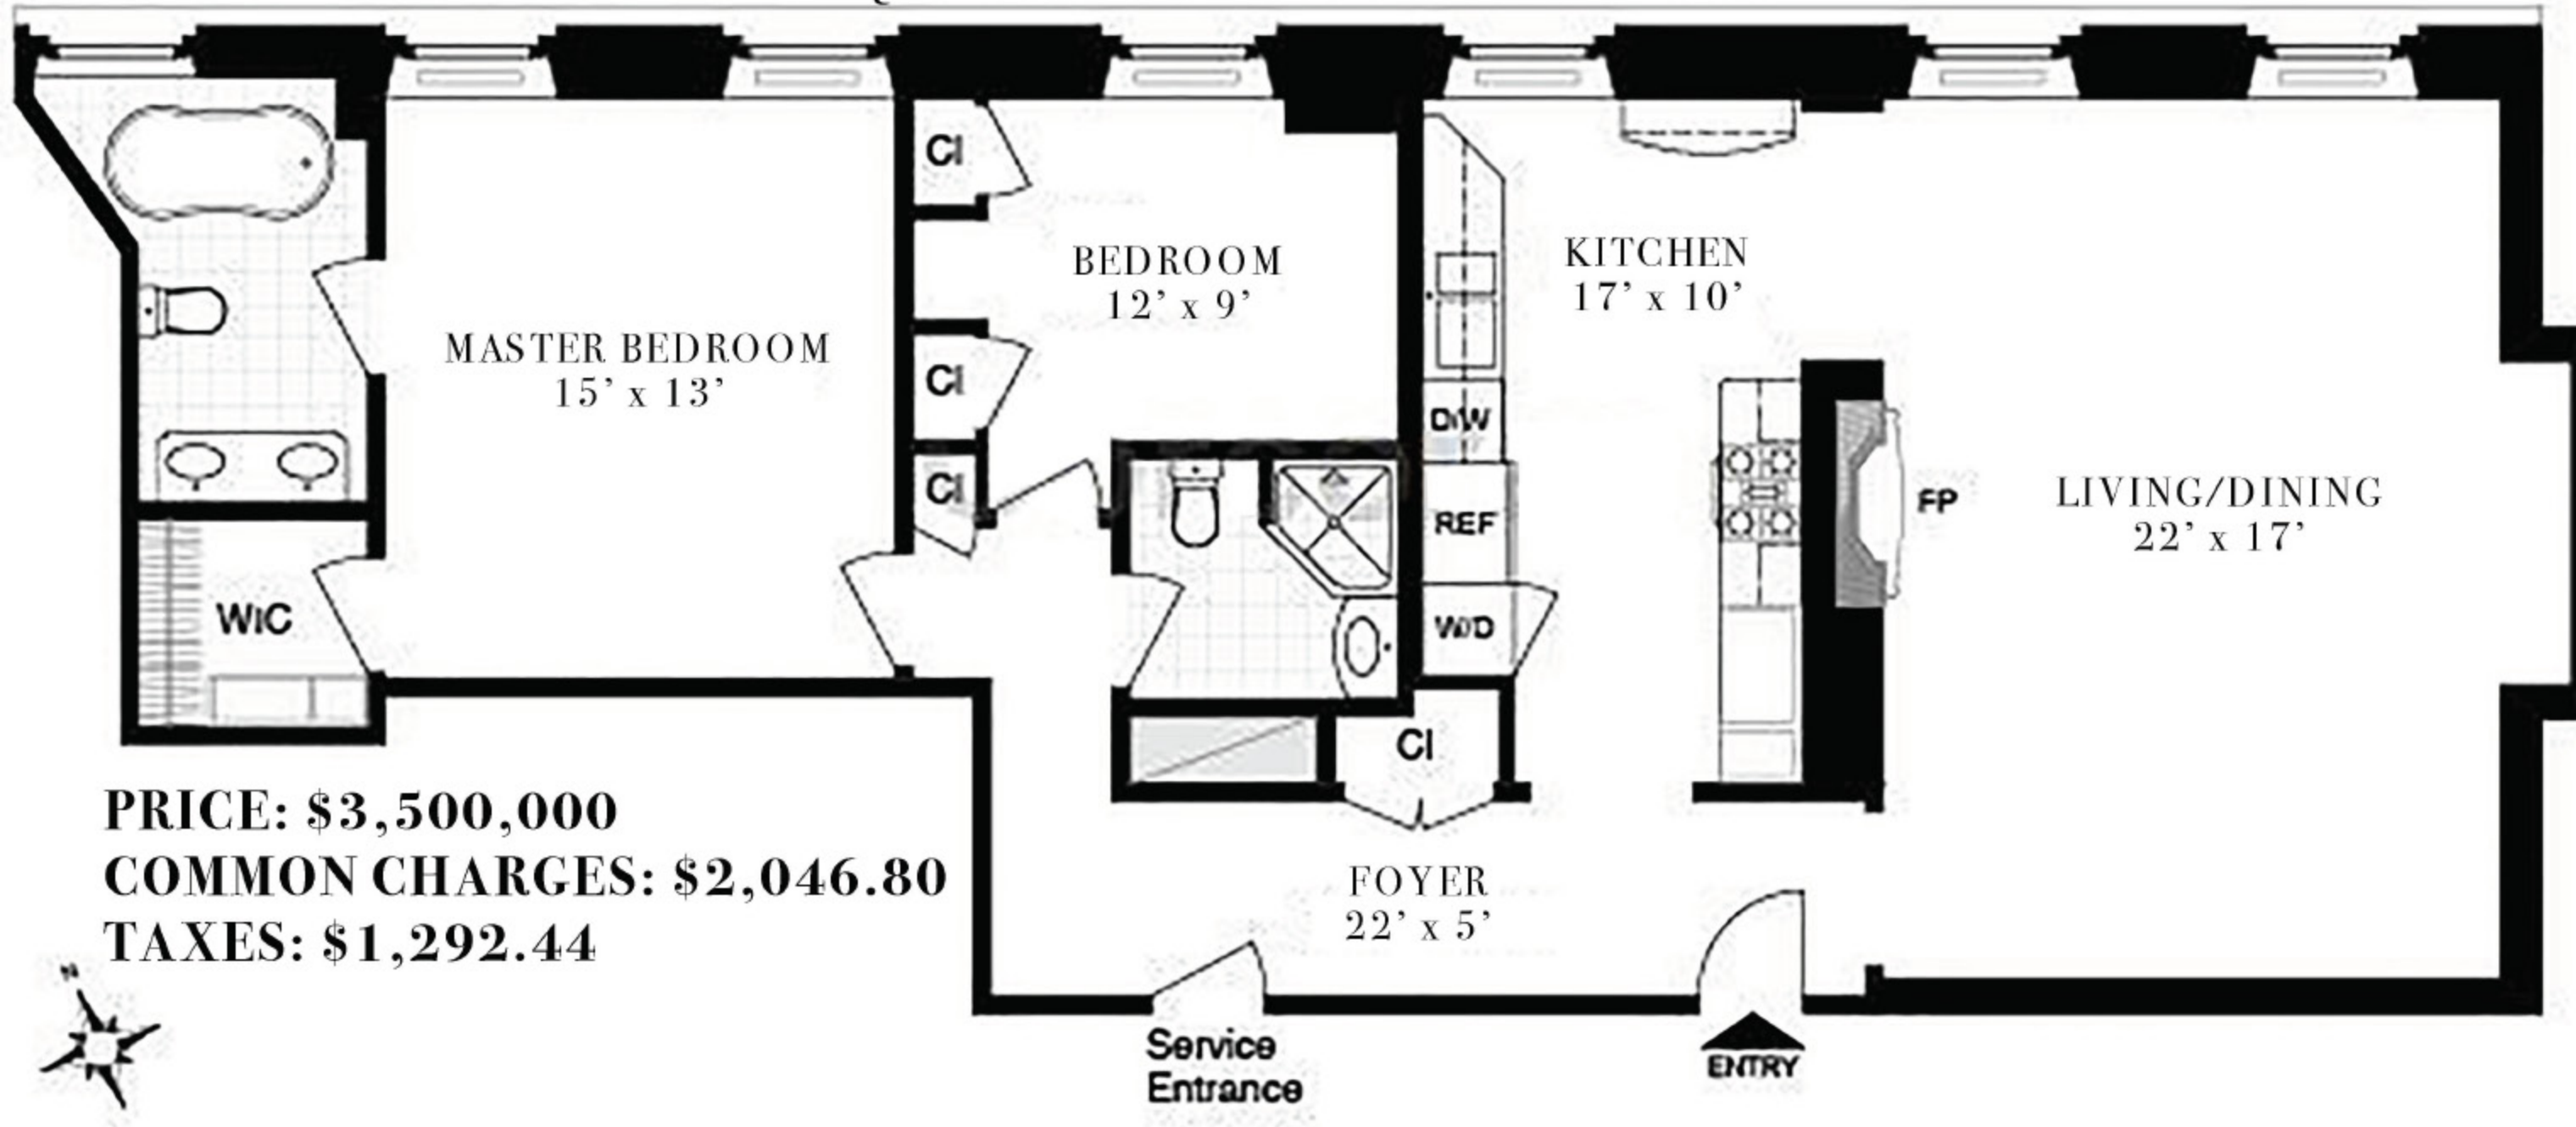 Cl
BEDROOM
12’ x 9’
KITCHEN
17’ x 10’
MASTER BEDROOM
15’ x 13’
Cl
D/W
Cl
REF
FP
LIVING/DINING
22’ x 17’
WIC
W/D
Cl
PRICE: $3,500,000
COMMON CHARGES: $2,046.80
TAXES: $1,292.44
FOYER
22’ x 5’
N
Service
Entrance
ENTRY